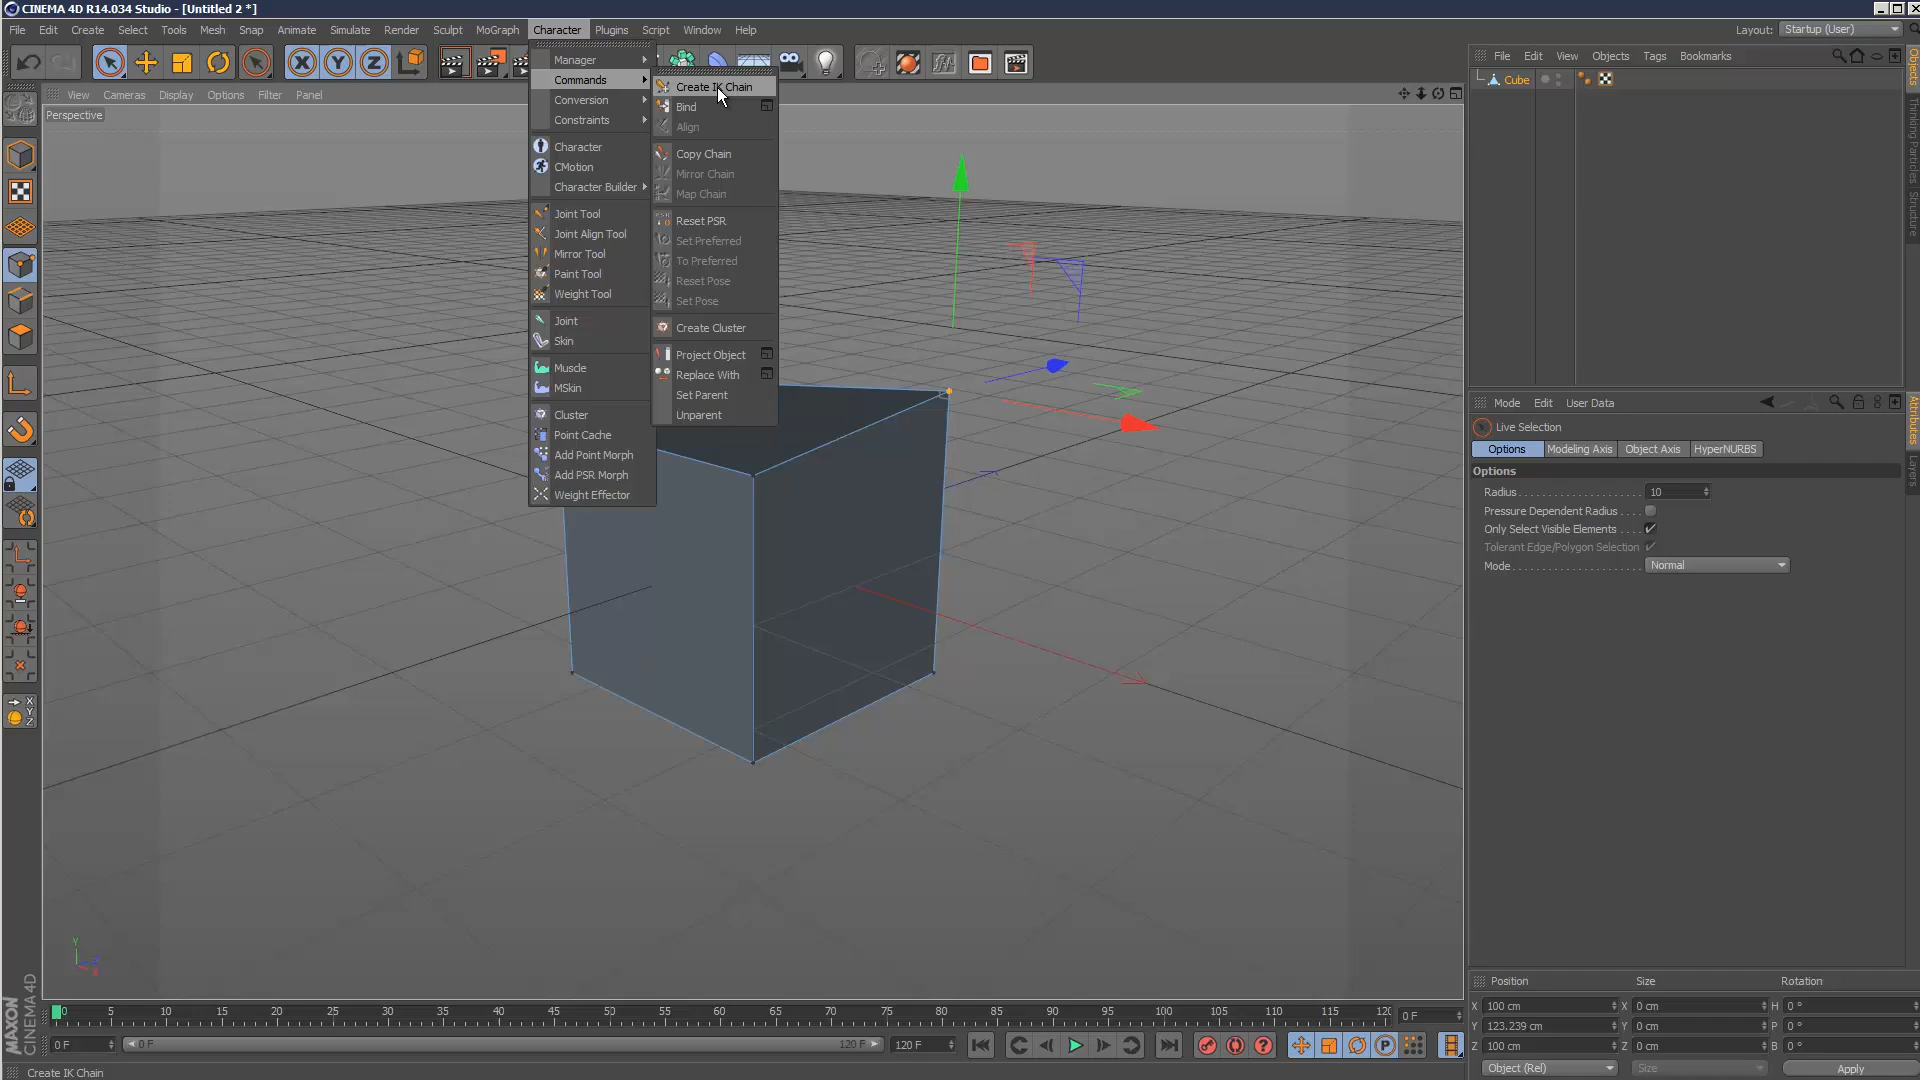 CINEMA 4D R14.034 Studio - [Untitled 2 *]
File Edit Create Select Tools Mesh Snap Animate Simulate Render Sculpt MoGraph Character Plugins Script Window Help
Layout: Startup (User)
View Cameras Display Options Filter Panel
Perspective
Manager
Commands
Conversion
Constraints
Character
CMotion
Character Builder
Joint Tool
Joint Align Tool
Mirror Tool
Paint Tool
Weight Tool
Joint
Skin
Muscle
MSkin
Cluster
Point Cache
Add Point Morph
Add PSR Morph
Weight Effector
Create IK Chain
Bind
Align
Copy Chain
Mirror Chain
Map Chain
Reset PSR
Set Preferred
To Preferred
Reset Pose
Set Pose
Create Cluster
Project Object
Replace With
Set Parent
Unparent
File Edit View Objects Tags Bookmarks
Cube
Objects
Thinking Particles
Structure
Mode Edit User Data
Live Selection
Options Modeling Axis Object Axis HyperNURBS
Options
Radius 10
Pressure Dependent Radius
Only Select Visible Elements
Tolerant Edge/Polygon Selection
Mode Normal
Attributes
Layers
X Y Z
X
Y
Z
Y
Z
X
MAXON
CINEMA 4D
0 5 10 15 20 25 30 35 40 45 50 55 60 65 70 75 80 85 90 95 100 105 110 115 120
0 F
0 F 0 F 120 F 120 F
Position Size Rotation
X 100 cm X 0 cm H 0 °
Y 123.239 cm Y 0 cm P 0 °
Z 100 cm Z 0 cm B 0 °
Object (Rel) Size Apply
Create IK Chain